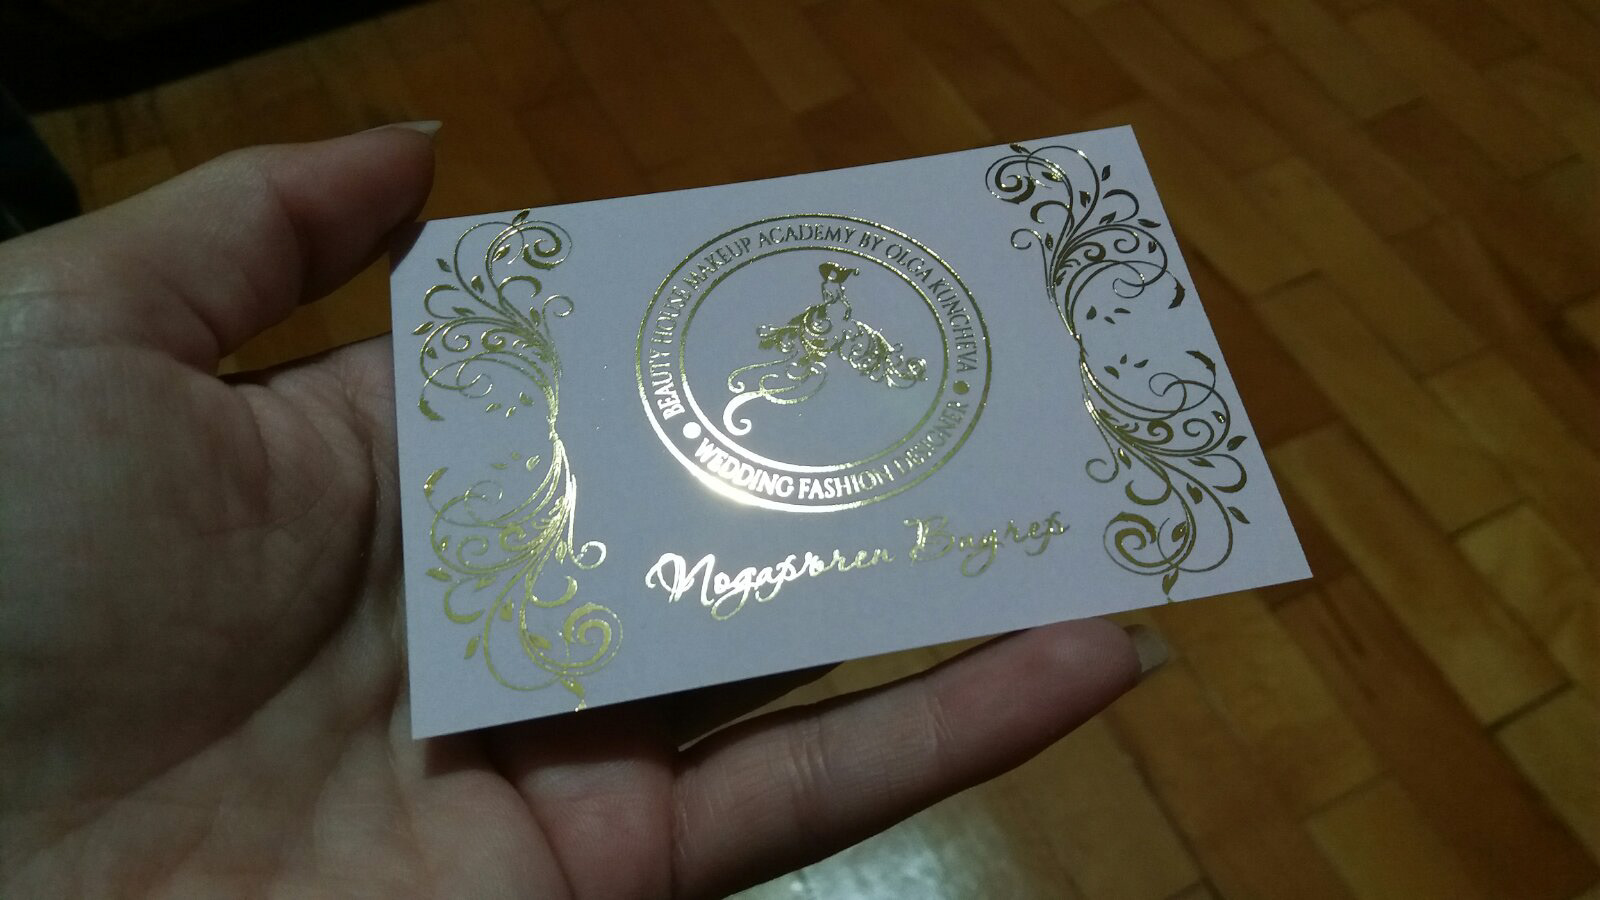 BEAUTY HOUSE MAKEUP ACADEMY BY OLGA KUNCHEVA
WEDDING FASHION DESIGNER
Подаръчен Ваучер